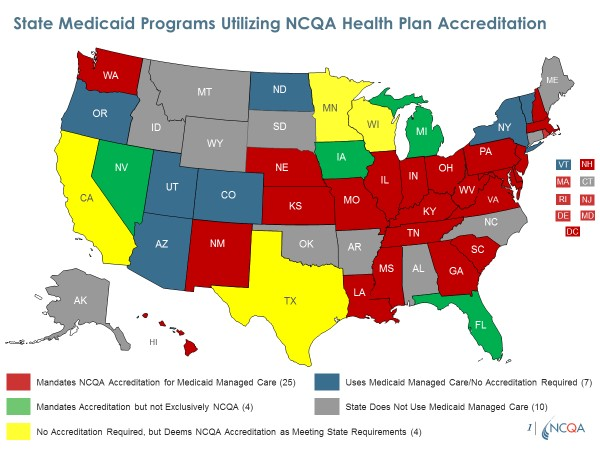 State Medicaid Programs Utilizing NCQA Health Plan Accreditation
WA
MT
ND
MN
ME
OR
ID
SD
WI
MI
NY
WY
VT NH
NV
NE
IA
PA
MA CT
UT
CO
IL
IN
OH
RI NJ
CA
KS
MO
WV
VA
DE MD
KY
DC
NC
AZ
NM
OK
AR
TN
SC
MS
AL
GA
TX
LA
AK
HI
FL
Mandates NCQA Accreditation for Medicaid Managed Care (25)
Uses Medicaid Managed Care/No Accreditation Required (7)
Mandates Accreditation but not Exclusively NCQA (4)
State Does Not Use Medicaid Managed Care (10)
No Accreditation Required, but Deems NCQA Accreditation as Meeting State Requirements (4)
1 NCQA